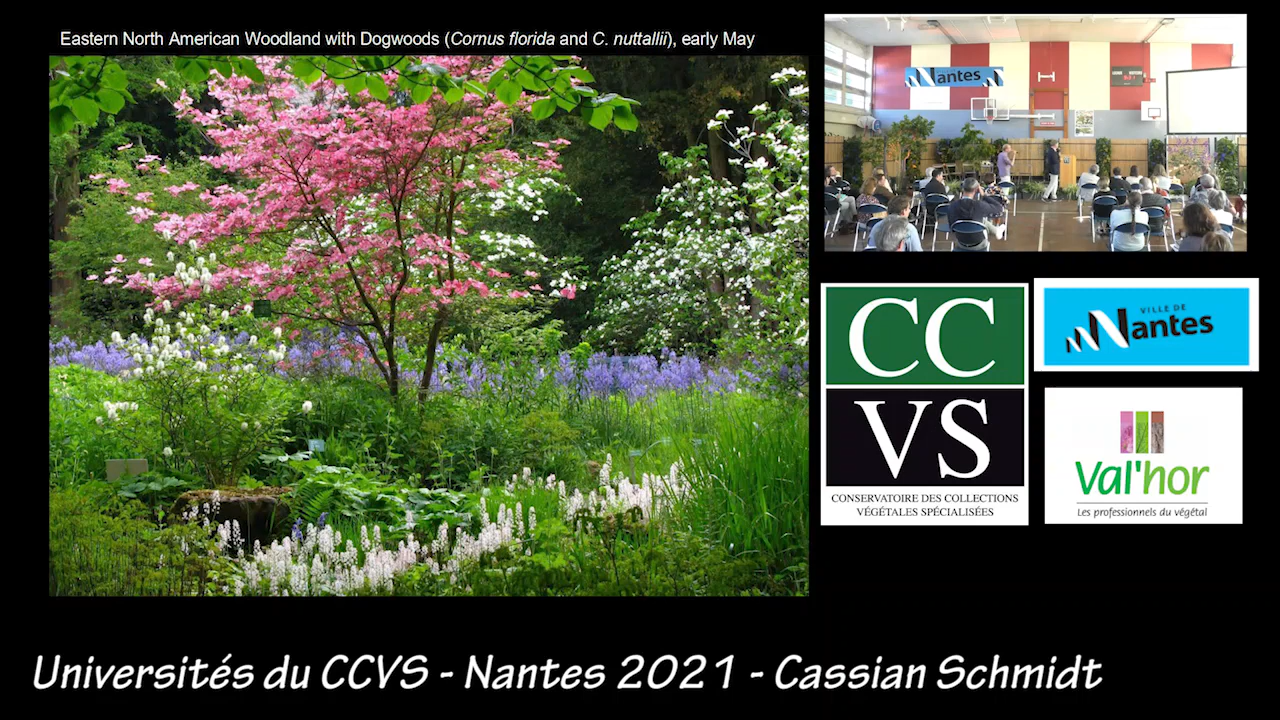 Eastern North American Woodland with Dogwoods (Cornus florida and C. nuttallii), early May
Nantes
CC
VS
CONSERVATOIRE DES COLLECTIONS
VÉGÉTALES SPÉCIALISÉES
VILLE DE
Nantes
Val'hor
Les professionnels du végétal
Universités du CCVS - Nantes 2021 - Cassian Schmidt